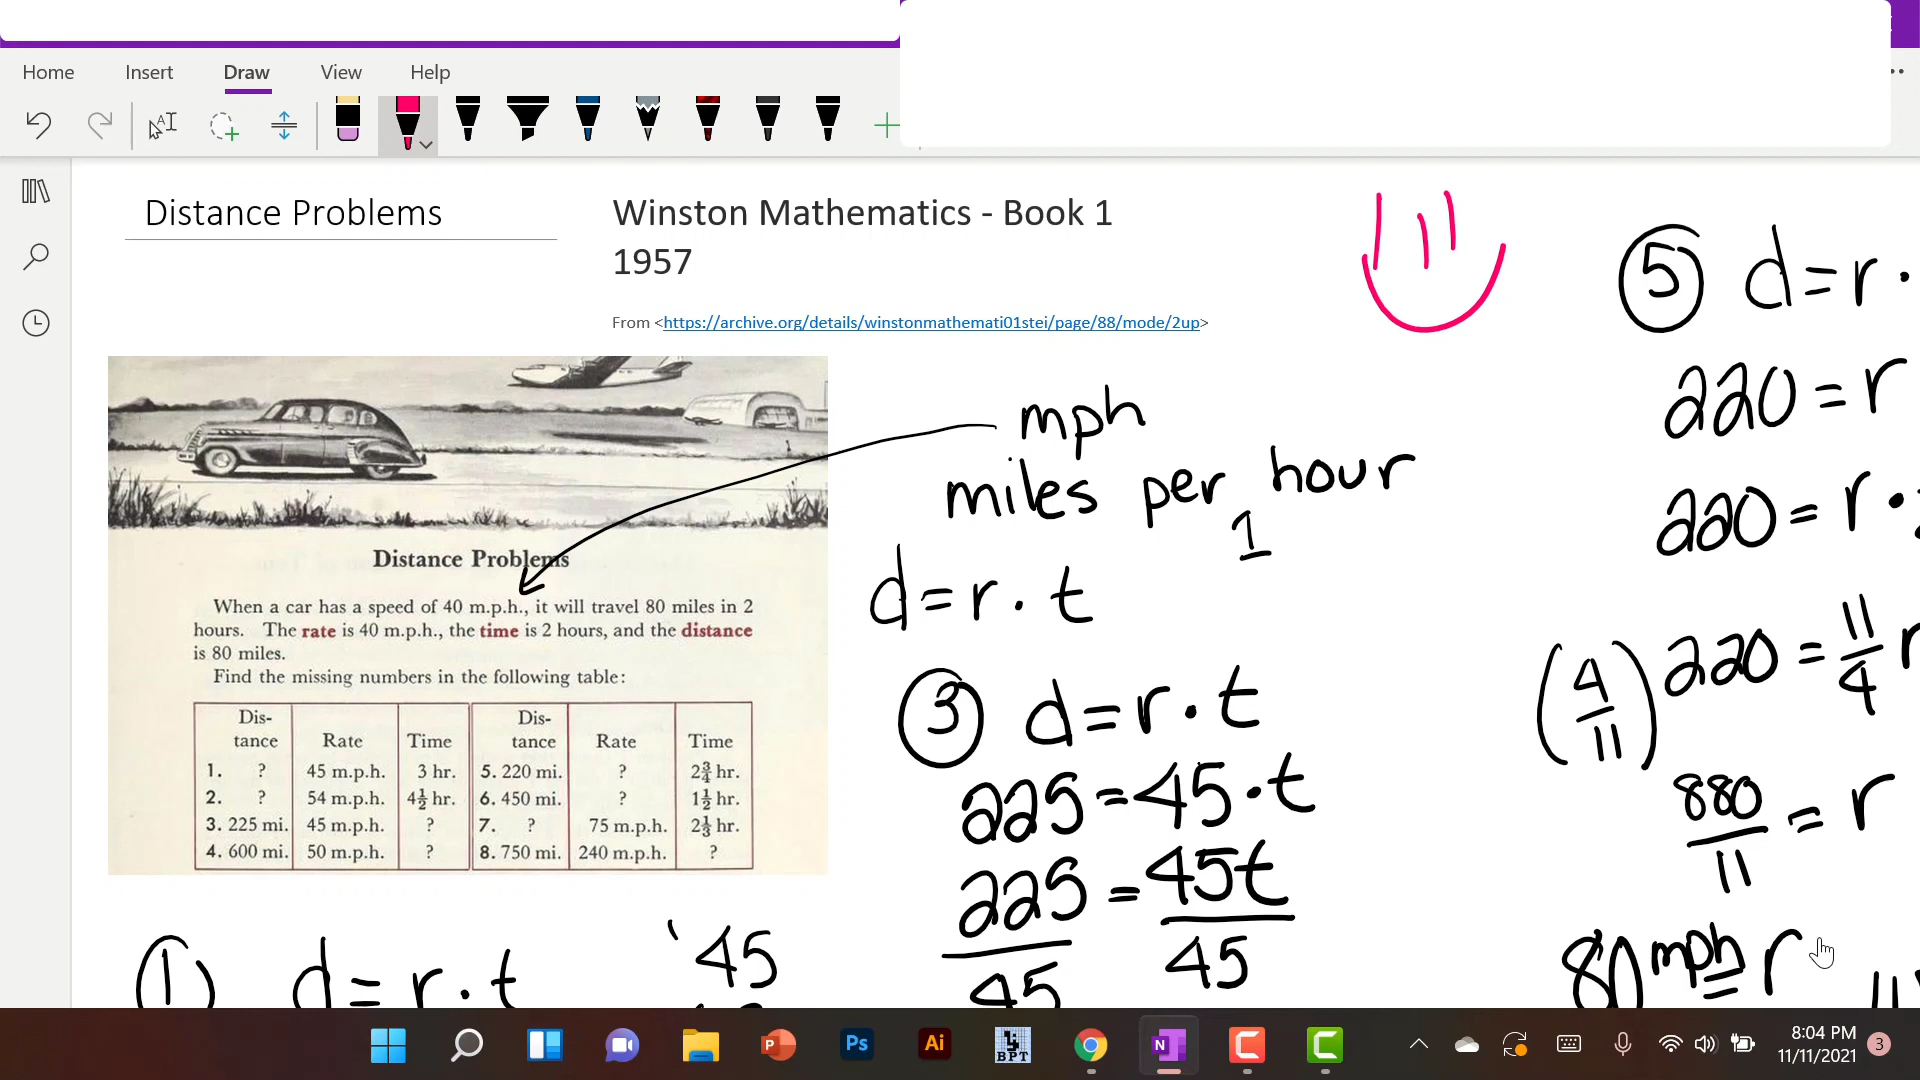 Home Insert Draw View Help
Distance Problems
Winston Mathematics - Book 1
1957
From <https://archive.org/details/winstonmathemati01stei/page/88/mode/2up>
mph
miles per hour
1
d=r·t
Distance Problems
When a car has a speed of 40 m.p.h., it will travel 80 miles in 2
hours. The rate is 40 m.p.h., the time is 2 hours, and the distance
is 80 miles.
Find the missing numbers in the following table:
Dis-tance Rate Time Dis-tance Rate Time
1. ? 45 m.p.h. 3 hr. 5. 220 mi. ? 2¾ hr.
2. ? 54 m.p.h. 4½ hr. 6. 450 mi. ? 1½ hr.
3. 225 mi. 45 m.p.h. ? 7. ? 75 m.p.h. 2⅓ hr.
4. 600 mi. 50 m.p.h. ? 8. 750 mi. 240 m.p.h. ?
① d=r·t
45
③ d=r·t
225=45·t
225=45t
45 45
⑤ d=r·
220=r
220=r·
(4/11) 220=11/4 r
880/11=r
80 mph=r
Ps
Ai
BPT
8:04 PM
11/11/2021
3